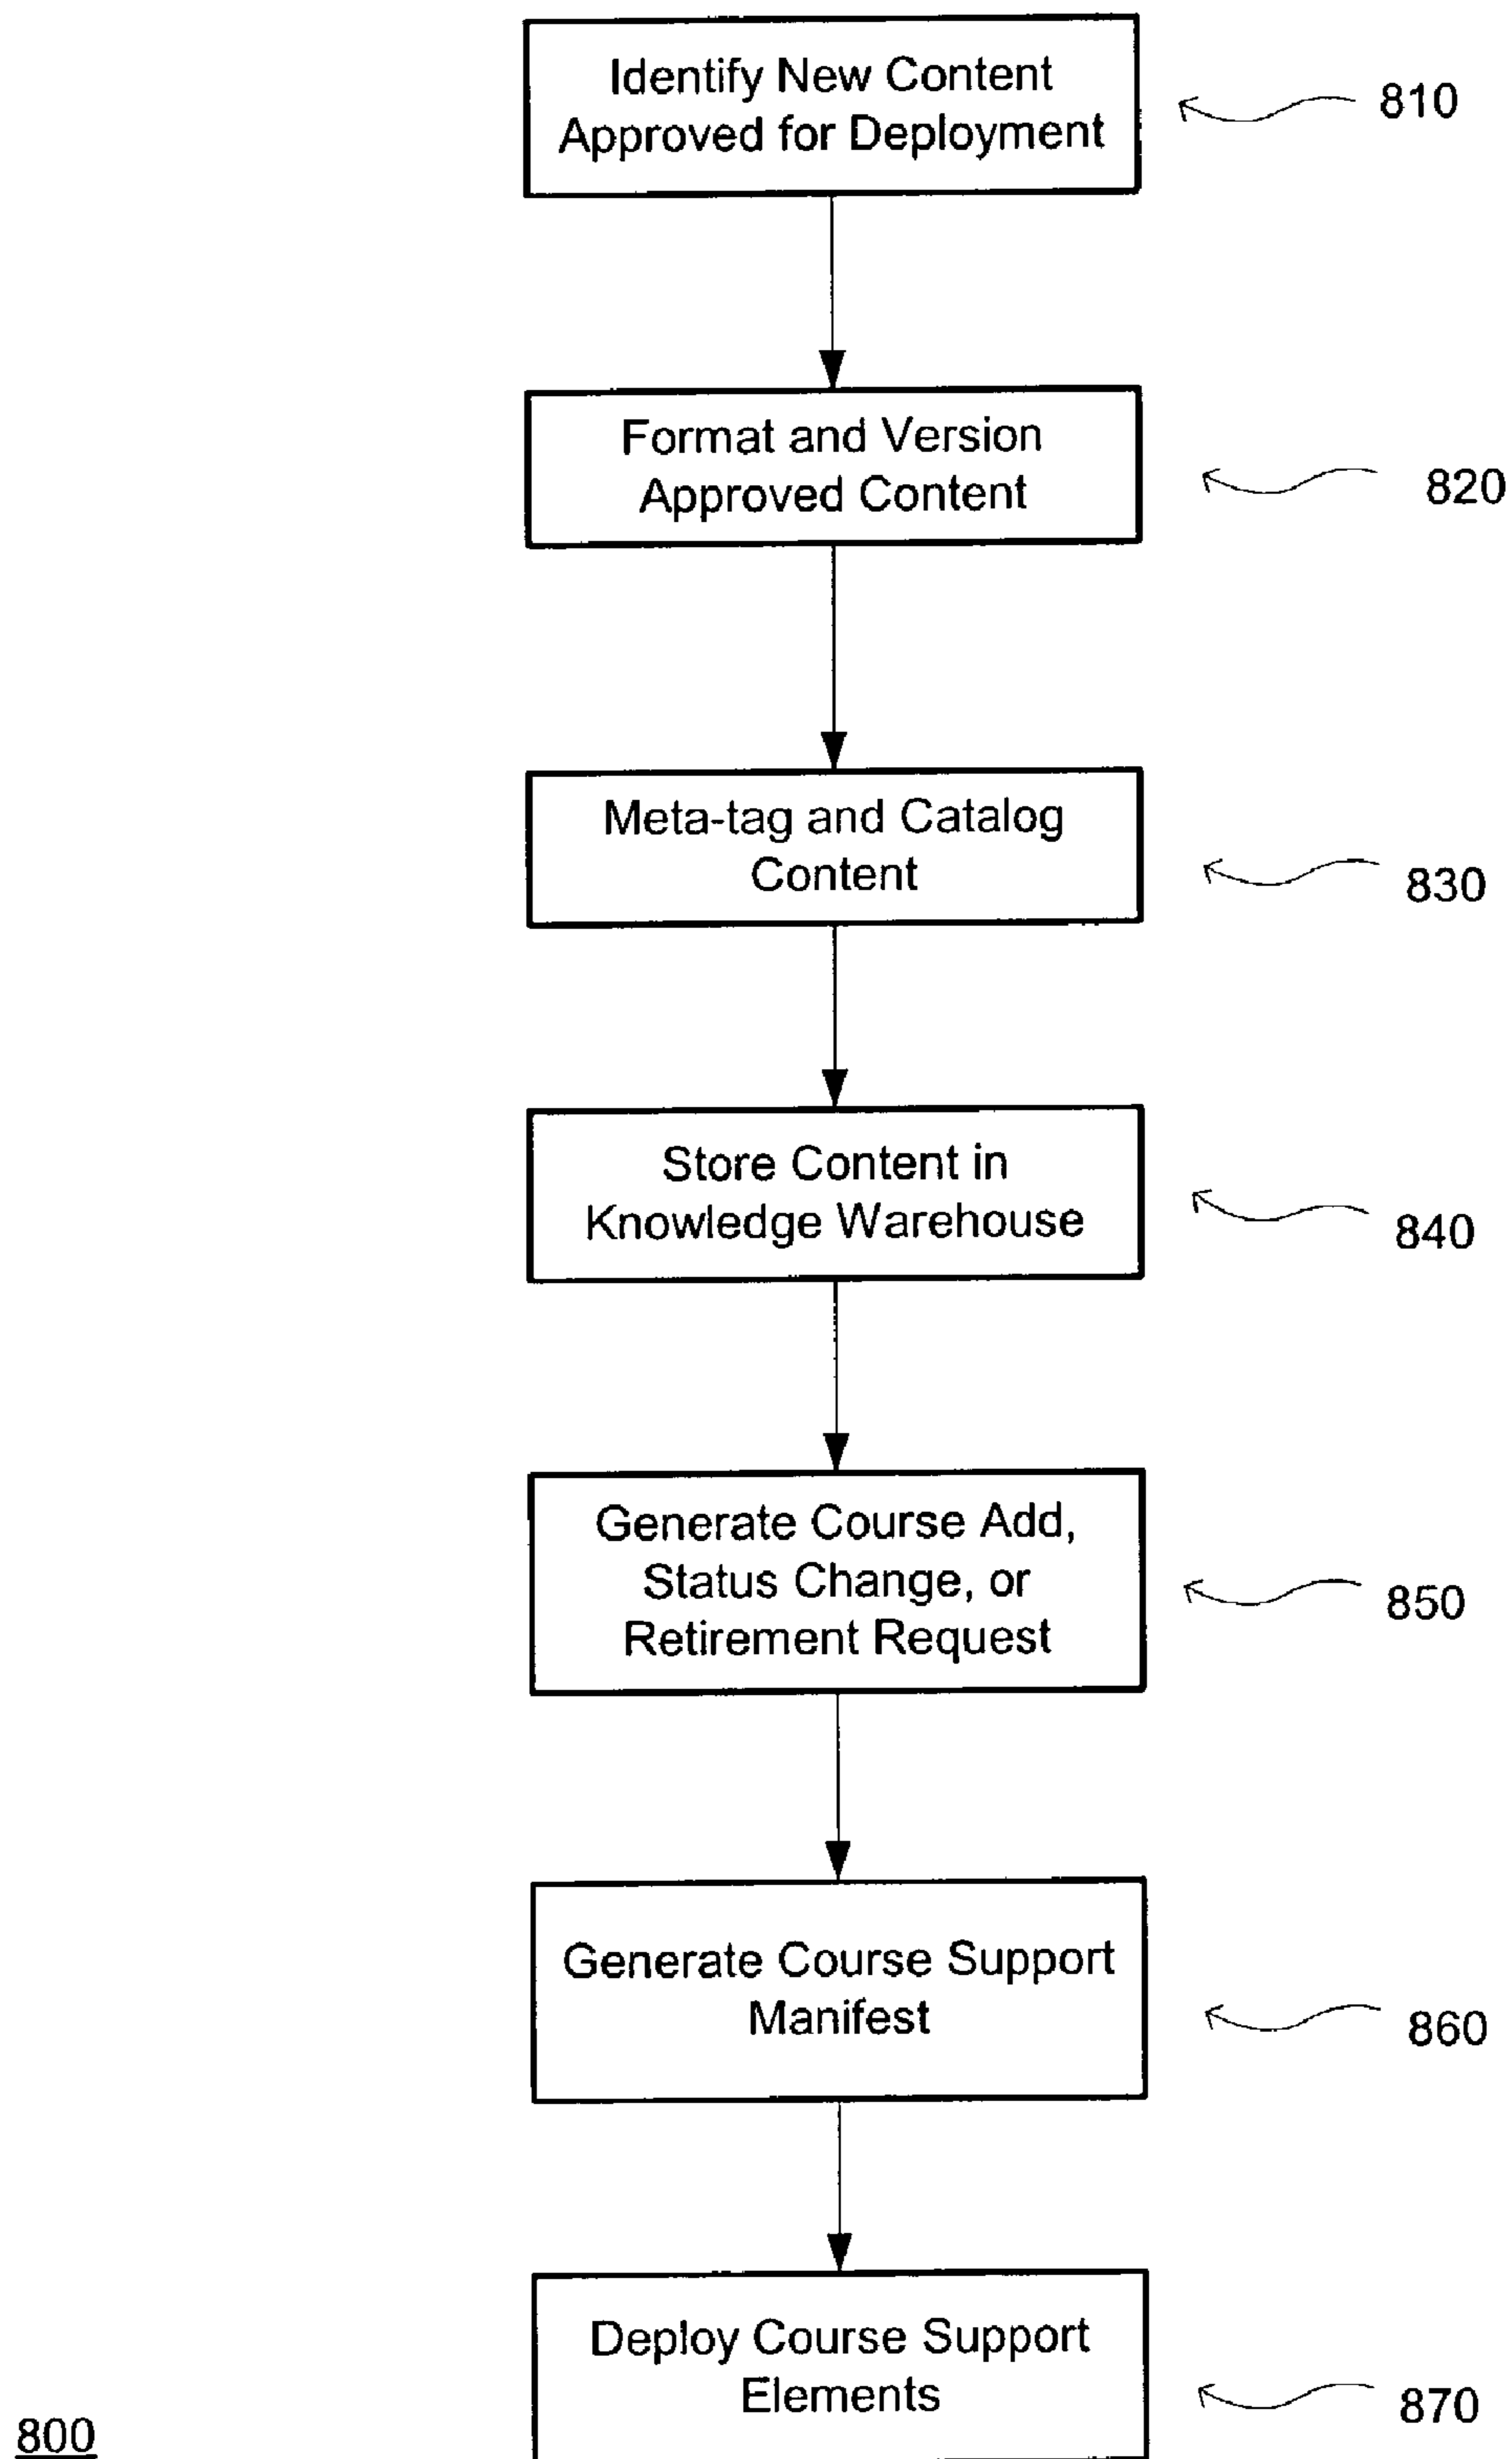 Identify New Content
Approved for Deployment
810
Format and Version
Approved Content
820
Meta-tag and Catalog
Content
830
Store Content in
Knowledge Warehouse
840
Generate Course Add,
Status Change, or
Retirement Request
850
Generate Course Support
Manifest
860
Deploy Course Support
Elements
870
800